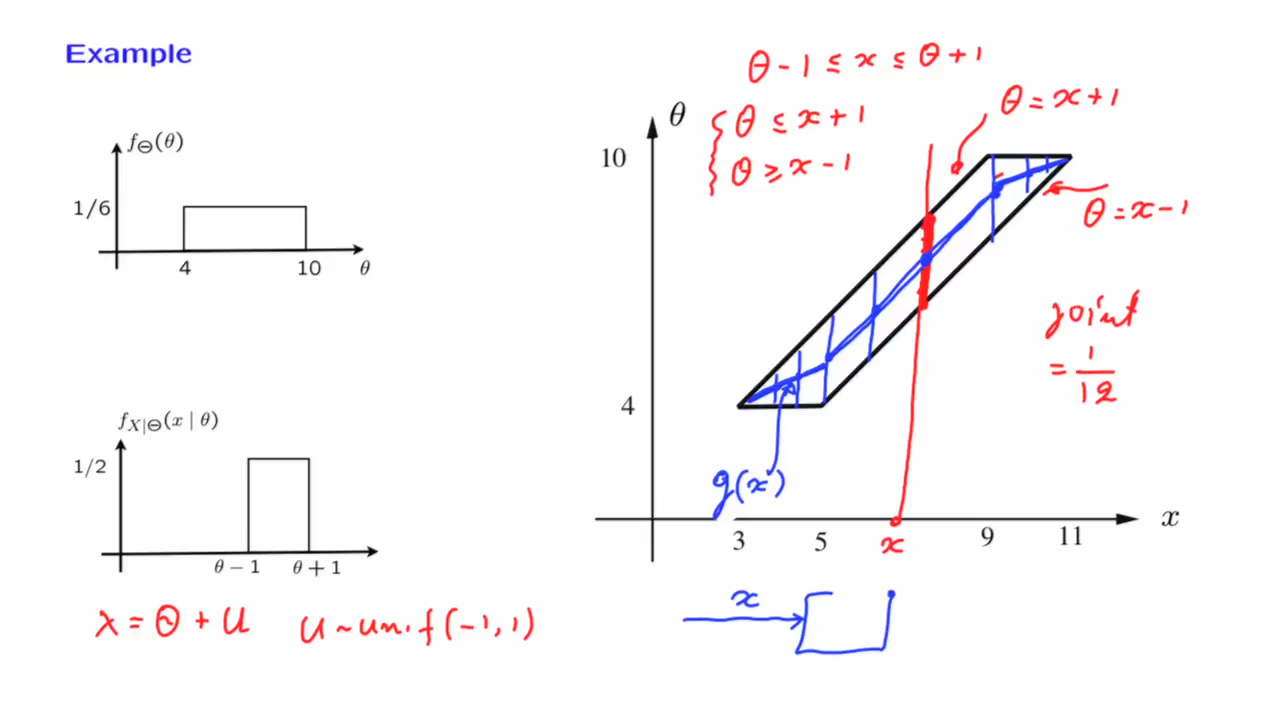 Example
f_Θ(θ)
1/6
4
10
θ
f_X|Θ(x | θ)
1/2
θ − 1
θ + 1
x = Θ + U
U ~ unif(-1, 1)
θ - 1 ≤ x ≤ θ + 1
θ ≤ x + 1
θ ≥ x - 1
θ = x + 1
θ = x - 1
joint
= 1/12
θ
10
4
g(x)
3
5
x
9
11
x
x